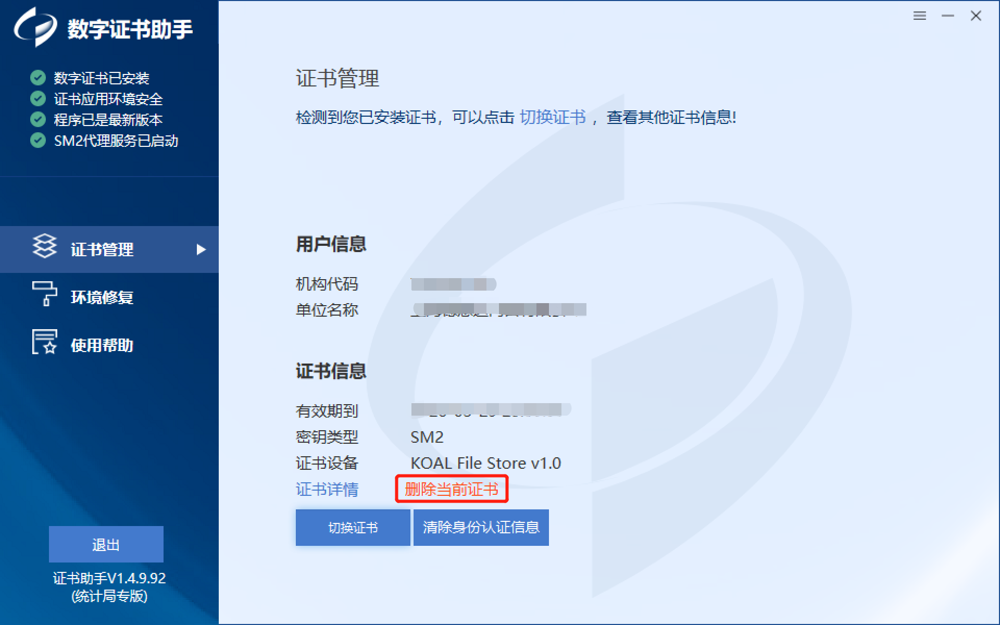 数字证书助手
数字证书已安装
证书应用环境安全
程序已是最新版本
SM2代理服务已启动
证书管理
环境修复
使用帮助
退出
证书助手V1.4.9.92
(统计局专版)
证书管理
检测到您已安装证书，可以点击 切换证书 ，查看其他证书信息!
用户信息
机构代码
单位名称
证书信息
有效期到
密钥类型 SM2
证书设备 KOAL File Store v1.0
证书详情 删除当前证书
切换证书 清除身份认证信息